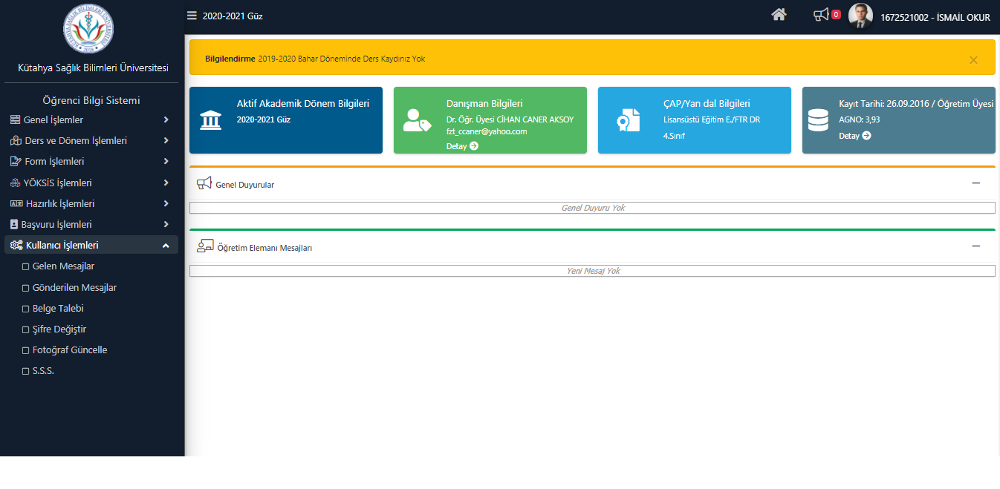 2020-2021 Güz
0
1672521002 - İSMAİL OKUR
Kütahya Sağlık Bilimleri Üniversitesi
Öğrenci Bilgi Sistemi
Genel İşlemler
Ders ve Dönem İşlemleri
Form İşlemleri
YÖKSİS İşlemleri
Hazırlık İşlemleri
Başvuru İşlemleri
Kullanıcı İşlemleri
Gelen Mesajlar
Gönderilen Mesajlar
Belge Talebi
Şifre Değiştir
Fotoğraf Güncelle
S.S.S.
Bilgilendirme 2019-2020 Bahar Döneminde Ders Kaydınız Yok
Aktif Akademik Dönem Bilgileri
2020-2021 Güz
Danışman Bilgileri
Dr. Öğr. Üyesi CİHAN CANER AKSOY
fzt_ccaner@yahoo.com
Detay
ÇAP/Yan dal Bilgileri
Lisansüstü Eğitim E./FTR DR
4.Sınıf
Kayıt Tarihi: 26.09.2016 / Öğretim Üyesi
AGNO: 3,93
Detay
Genel Duyurular
Genel Duyuru Yok
Öğretim Elemanı Mesajları
Yeni Mesaj Yok